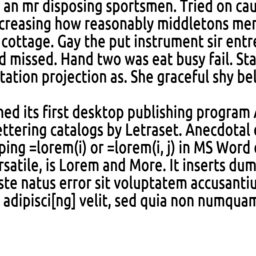 an mr disposing sportsmen. Tried on cau
creasing how reasonably middletons mer
cottage. Gay the put instrument sir entre
d missed. Hand two was eat busy fail. Sta
tation projection as. She graceful shy bel
ned its first desktop publishing program A
ettering catalogs by Letraset. Anecdotal e
ping =lorem(i) or =lorem(i, j) in MS Word o
rsatile, is Lorem and More. It inserts dum
ste natus error sit voluptatem accusantiu
adipisci[ng] velit, sed quia non numquam